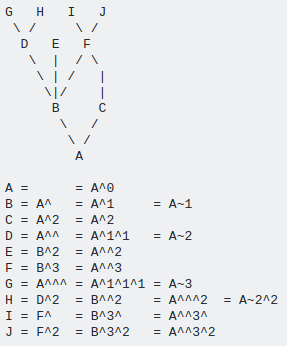 G   H   I   J
 \ /     \ /
  D   E   F
   \  |  / \
    \ | /   |
     \|/    |
      B     C
       \   /
        \ /
         A
A =      = A^0
B = A^   = A^1     = A~1
C = A^2  = A^2
D = A^^  = A^1^1   = A~2
E = B^2  = A^^2
F = B^3  = A^^3
G = A^^^ = A^1^1^1 = A~3
H = D^2  = B^^2    = A^^^2  = A~2^2
I = F^   = B^3^    = A^^3^
J = F^2  = B^3^2   = A^^3^2